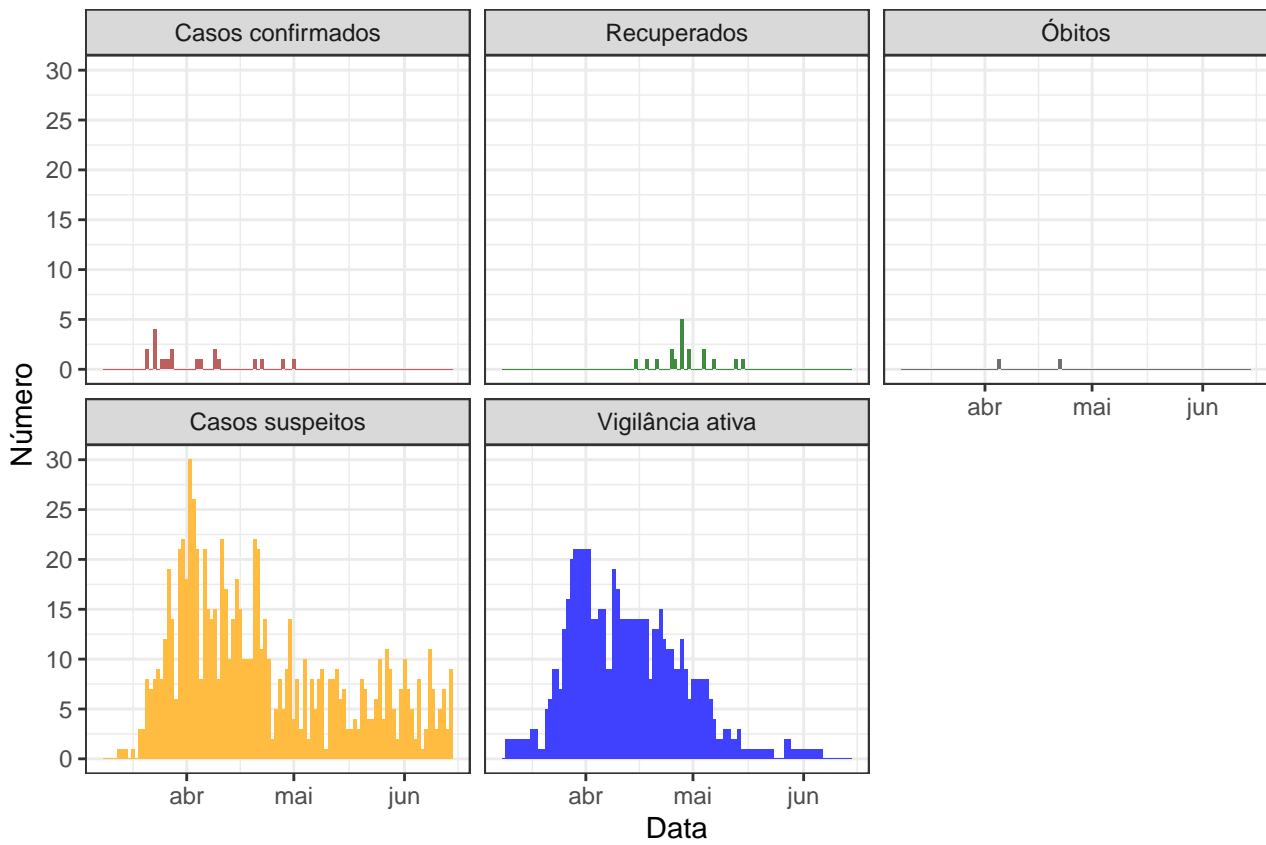 Casos confirmados
Recuperados
Óbitos
30
25
20
15
10
5
0
abr mai jun
Número
Casos suspeitos
Vigilância ativa
30
25
20
15
10
5
0
abr mai jun
abr mai jun
Data